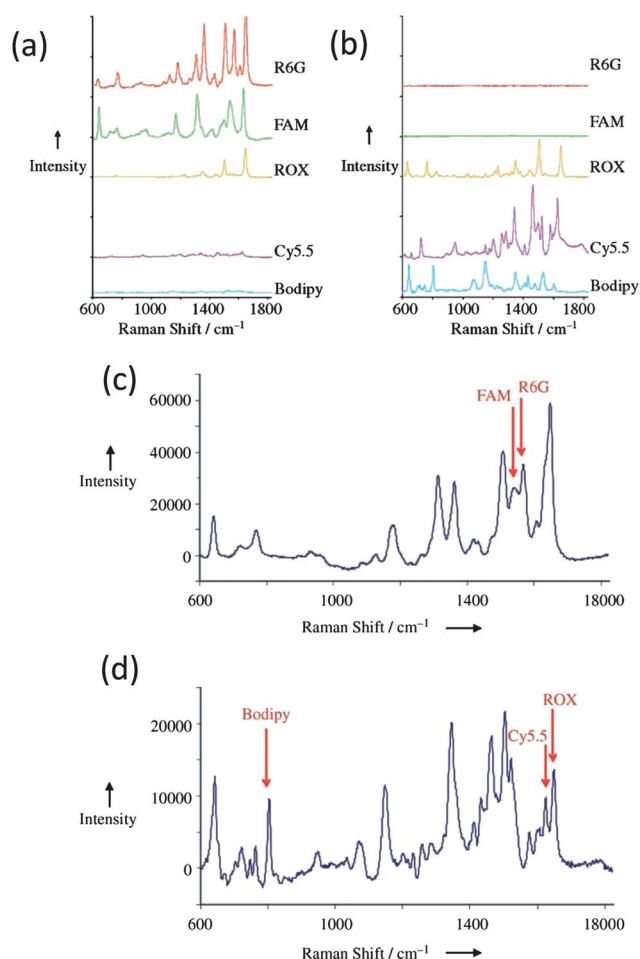 (a)
R6G
FAM
↑
Intensity
ROX
Cy5.5
Bodipy
600 1000 1400 1800
Raman Shift / cm⁻¹
(b)
R6G
FAM
↑
Intensity
ROX
Cy5.5
Bodipy
600 1000 1400 1800
Raman Shift / cm⁻¹
(c)
R6G
FAM
60000
40000
↑
Intensity
20000
0
600 1000 1400 18000
Raman Shift / cm⁻¹ →
(d)
ROX
Bodipy
Cy5.5
20000
10000
↑
Intensity
0
600 1000 1400 18000
Raman Shift / cm⁻¹ →